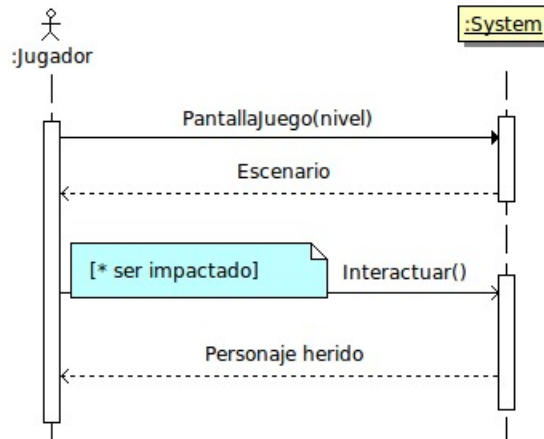 :System
:Jugador
PantallaJuego(nivel)
Escenario
[* ser impactado]
Interactuar()
Personaje herido